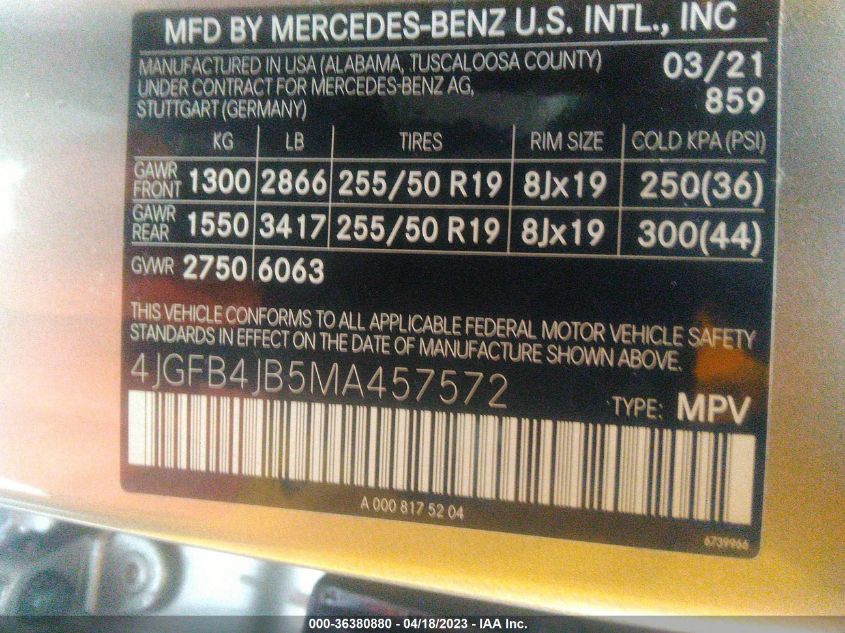 MFD BY MERCEDES-BENZ U.S. INTL., INC
MANUFACTURED IN USA (ALABAMA, TUSCALOOSA COUNTY) 03/21
UNDER CONTRACT FOR MERCEDES-BENZ AG, 859
STUTTGART (GERMANY)
KG LB TIRES RIM SIZE COLD KPA (PSI)
GAWR FRONT 1300 2866 255/50 R19 8Jx19 250(36)
GAWR REAR 1550 3417 255/50 R19 8Jx19 300(44)
GVWR 2750 6063
THIS VEHICLE CONFORMS TO ALL APPLICABLE FEDERAL MOTOR VEHICLE SAFETY
STANDARDS IN EFFECT ON THE DATE OF MANUFACTURE SHOWN ABOVE.
4JGFB4JB5MA457572 TYPE: MPV
A 000 817 52 04
6739966
000-36380880 - 04/18/2023 - IAA Inc.